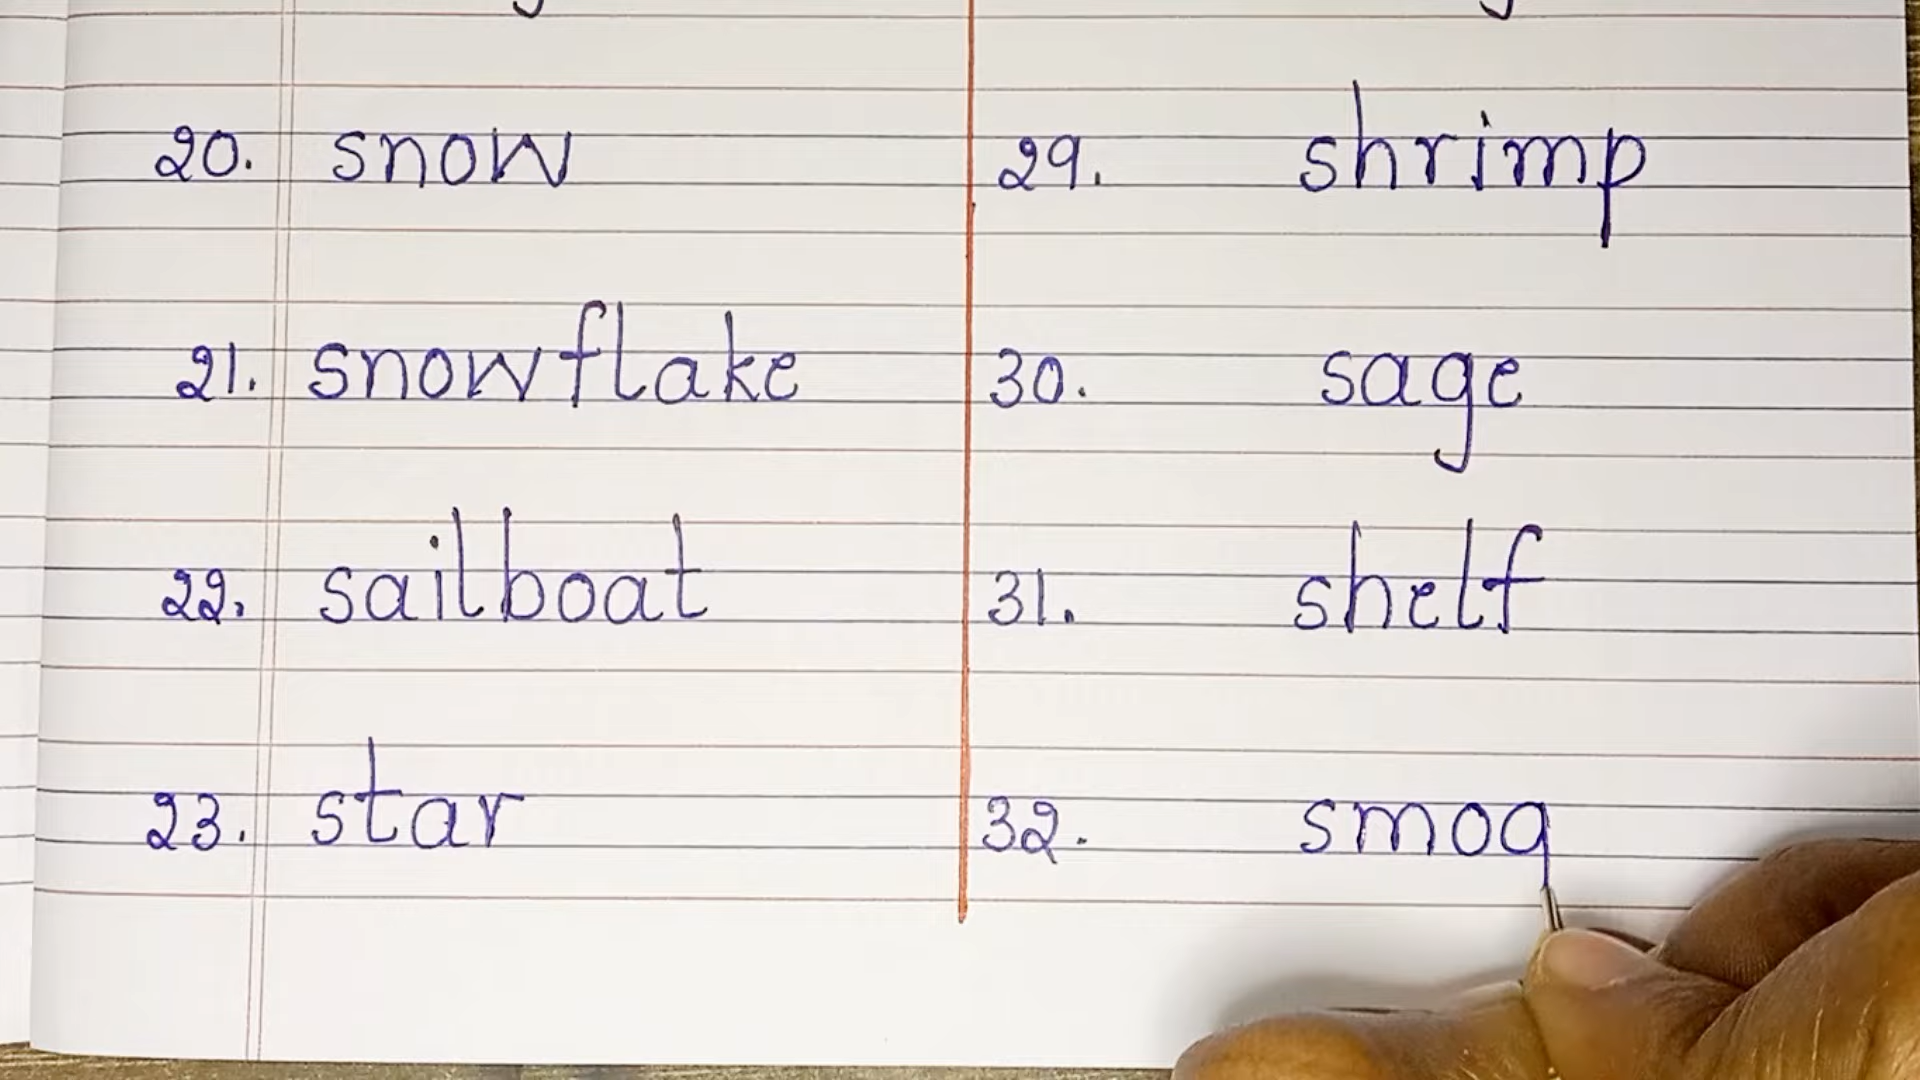 20. snow
21. snowflake
22. sailboat
23. star
29. shrimp
30. sage
31. shelf
32. smog